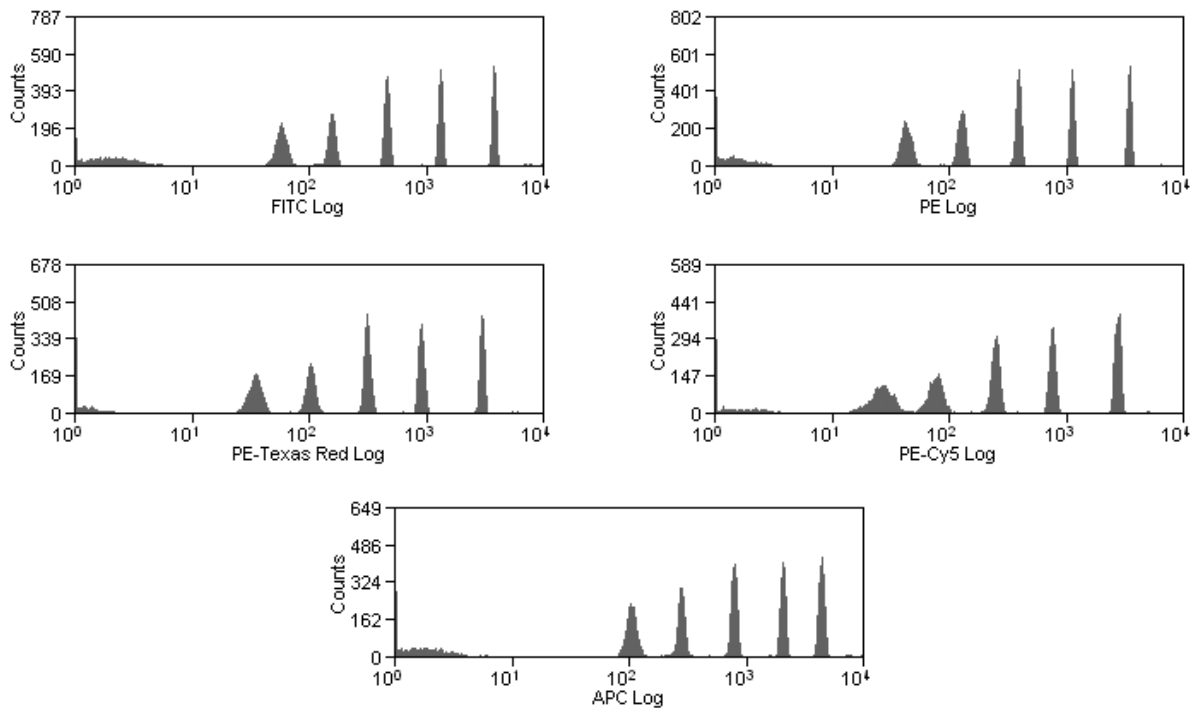 787
590
393
196
0
Counts
10⁰ 10¹ 10² 10³ 10⁴
FITC Log
802
601
401
200
0
Counts
10⁰ 10¹ 10² 10³ 10⁴
PE Log
678
508
339
169
0
Counts
10⁰ 10¹ 10² 10³ 10⁴
PE-Texas Red Log
589
441
294
147
0
Counts
10⁰ 10¹ 10² 10³ 10⁴
PE-Cy5 Log
649
486
324
162
0
Counts
10⁰ 10¹ 10² 10³ 10⁴
APC Log